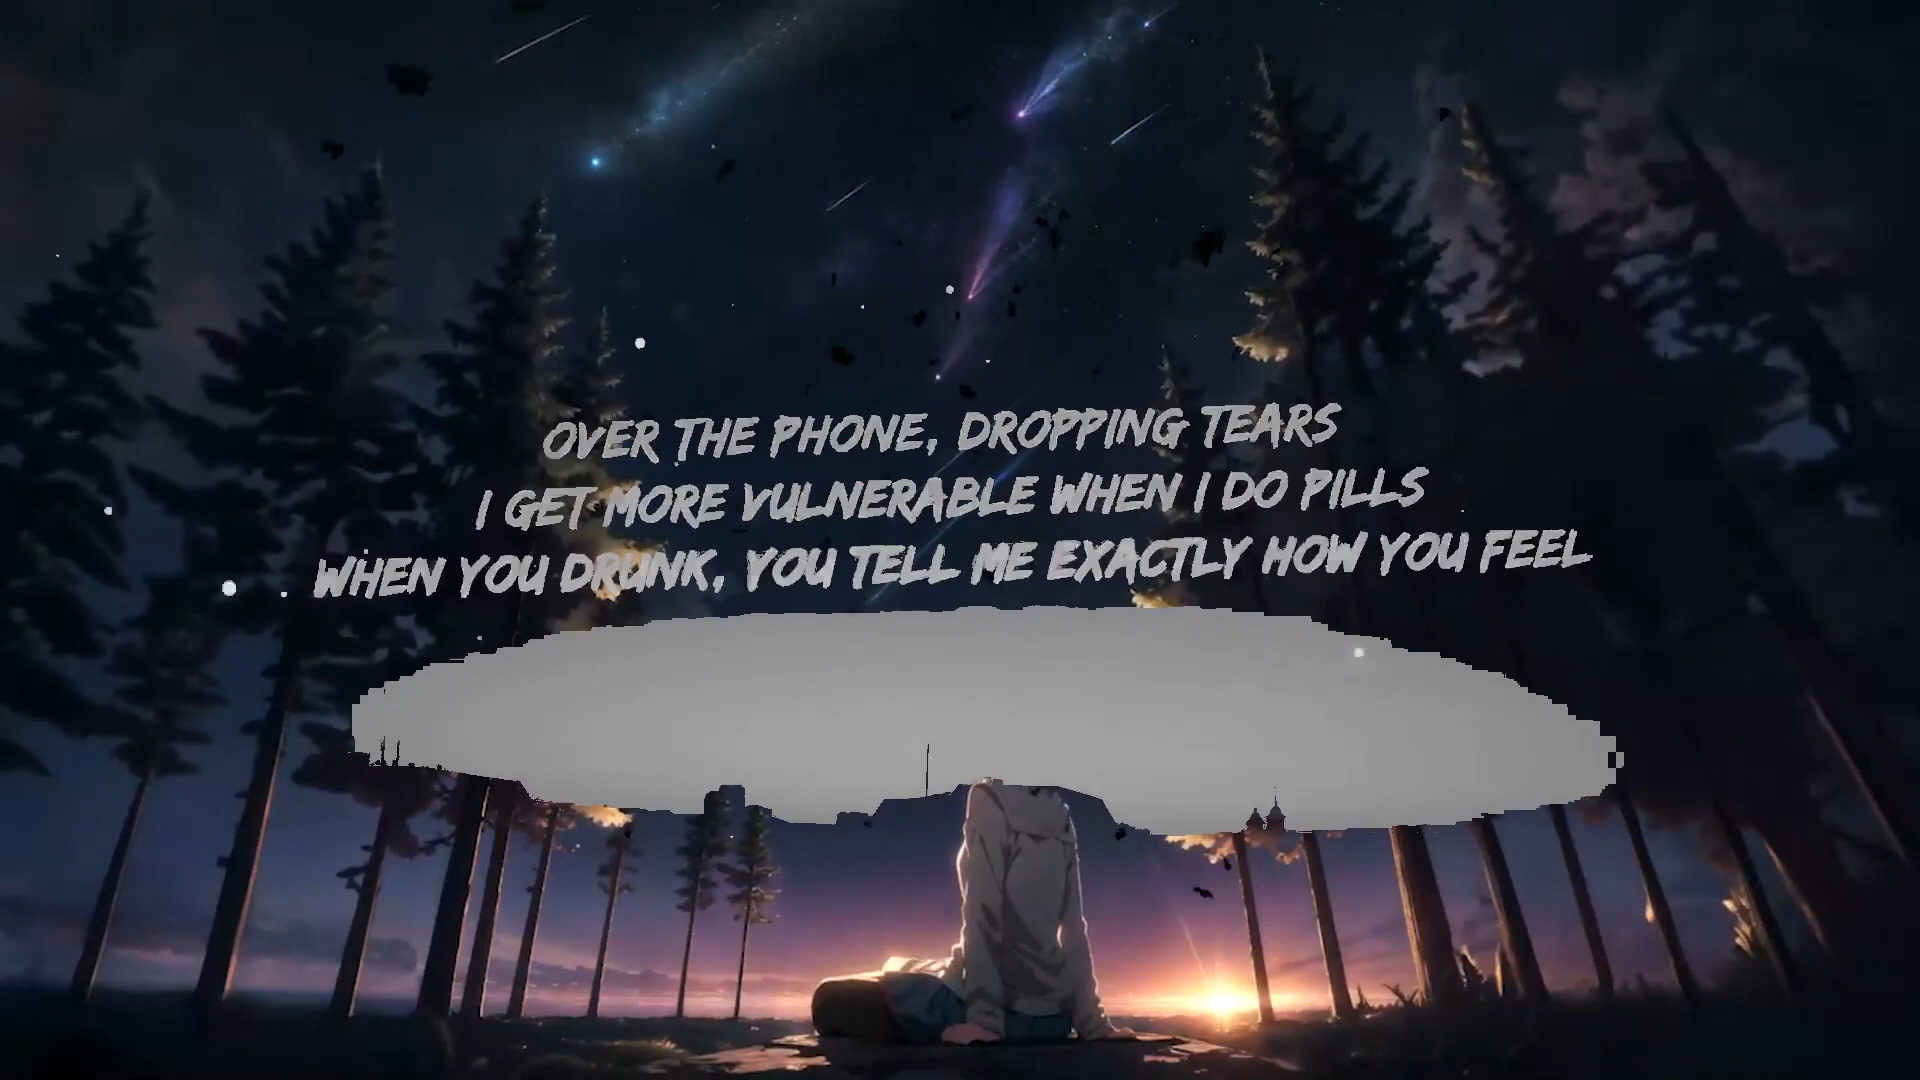 OVER THE PHONE, DROPPING TEARS
I GET MORE VULNERABLE WHEN I DO PILLS
WHEN YOU DRUNK, YOU TELL ME EXACTLY HOW YOU FEEL